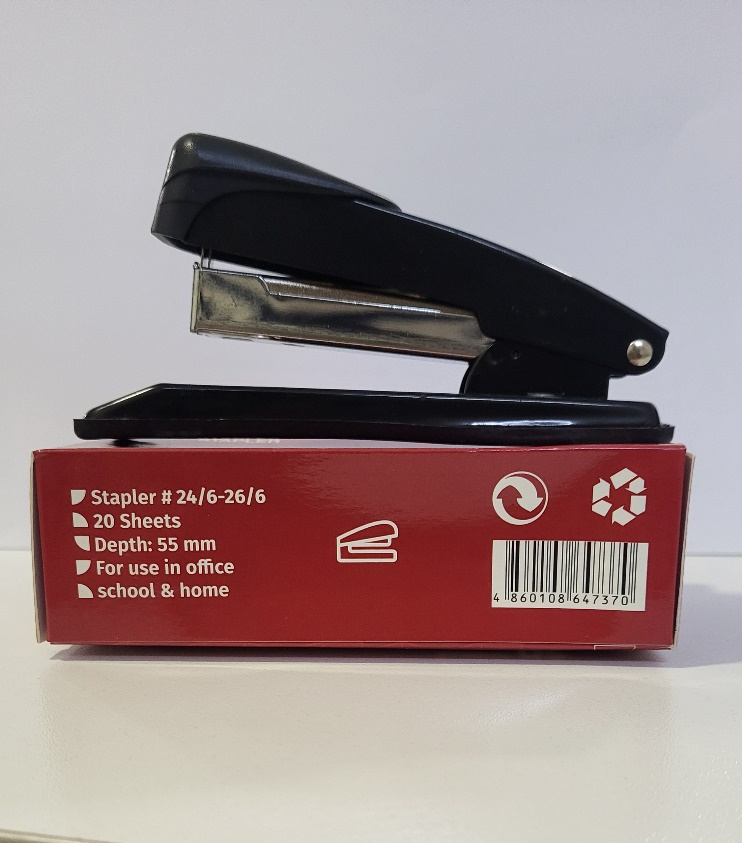 Stapler # 24/6-26/6
20 Sheets
Depth: 55 mm
For use in office
school & home
4 860108 647370